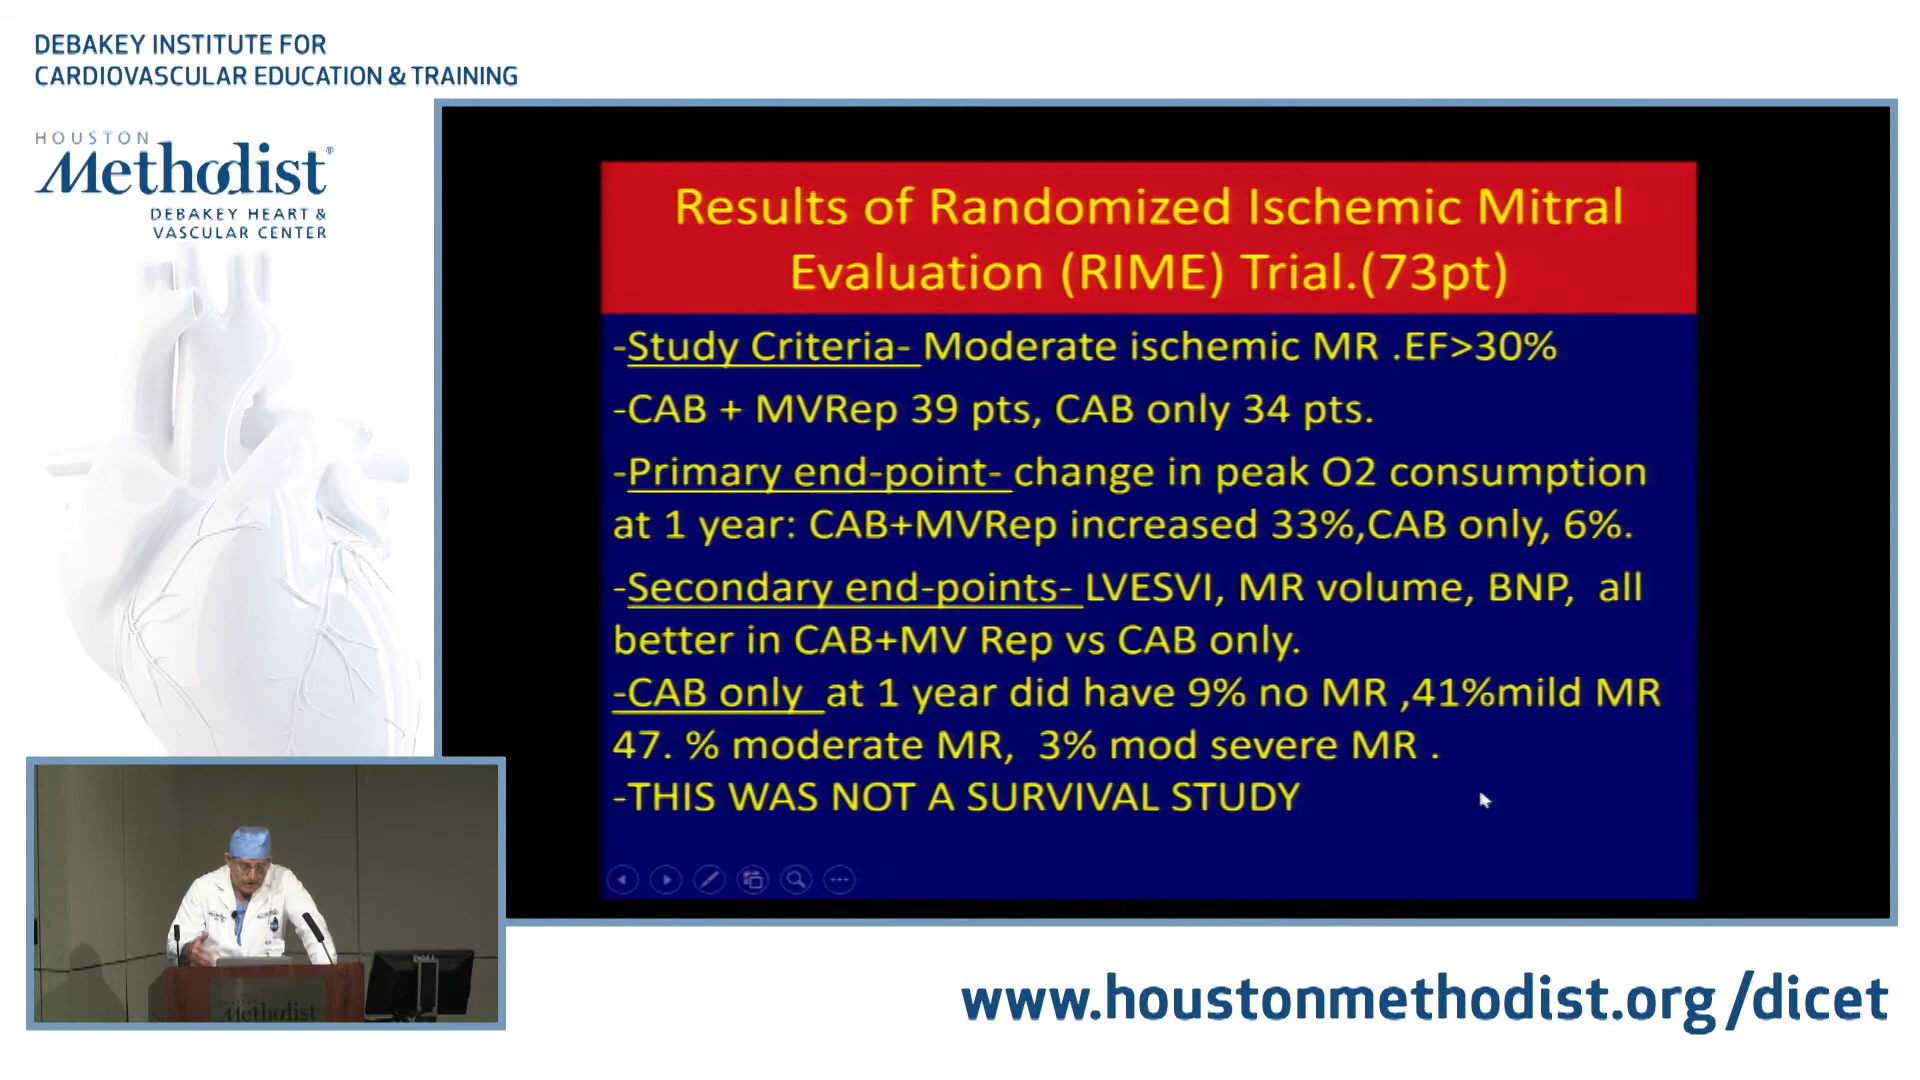 DEBAKEY INSTITUTE FOR
CARDIOVASCULAR EDUCATION & TRAINING
HOUSTON
Methodist®
DEBAKEY HEART &
VASCULAR CENTER
Results of Randomized Ischemic Mitral
Evaluation (RIME) Trial.(73pt)
-Study Criteria- Moderate ischemic MR .EF>30%
-CAB + MVRep 39 pts, CAB only 34 pts.
-Primary end-point- change in peak O2 consumption
at 1 year: CAB+MVRep increased 33%,CAB only, 6%.
-Secondary end-points- LVESVI, MR volume, BNP,  all
better in CAB+MV Rep vs CAB only.
-CAB only  at 1 year did have 9% no MR ,41%mild MR
47. % moderate MR,  3% mod severe MR .
-THIS WAS NOT A SURVIVAL STUDY
Methodist
www.houstonmethodist.org/dicet